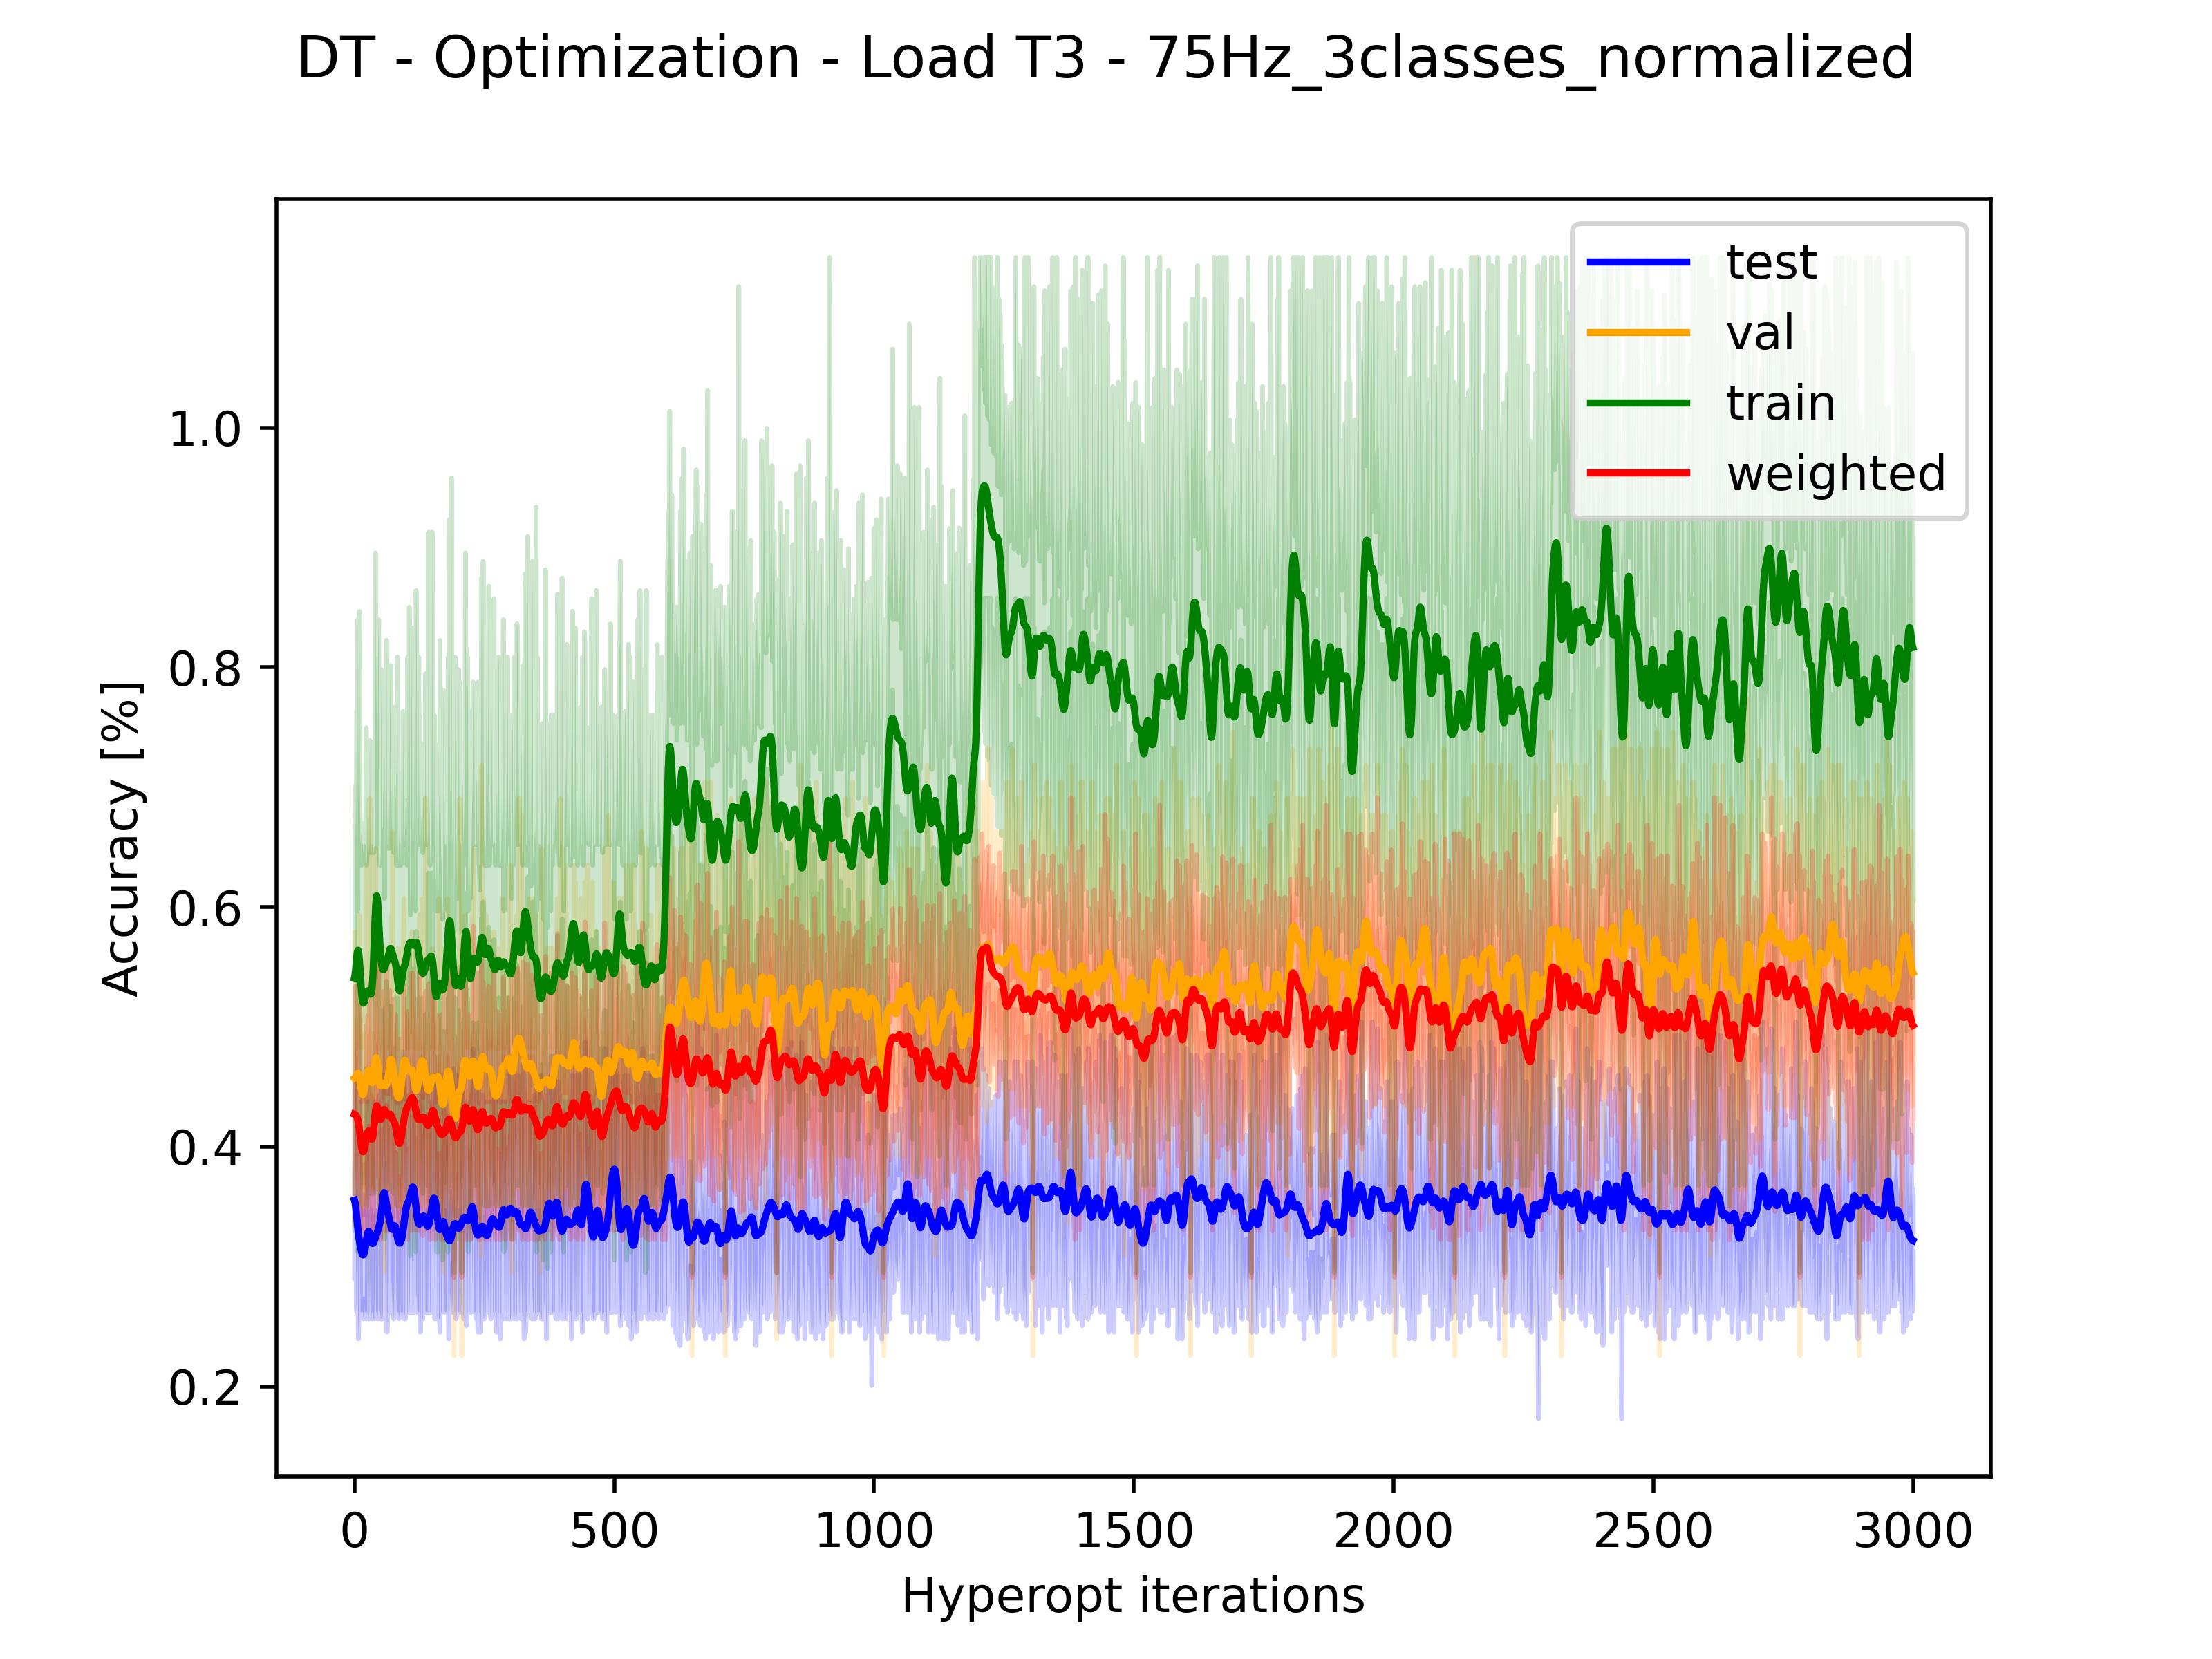 DT - Optimization - Load T3 - 75Hz_3classes_normalized
test
val
train
weighted
Accuracy [%]
1.0
0.8
0.6
0.4
0.2
0 500 1000 1500 2000 2500 3000
Hyperopt iterations